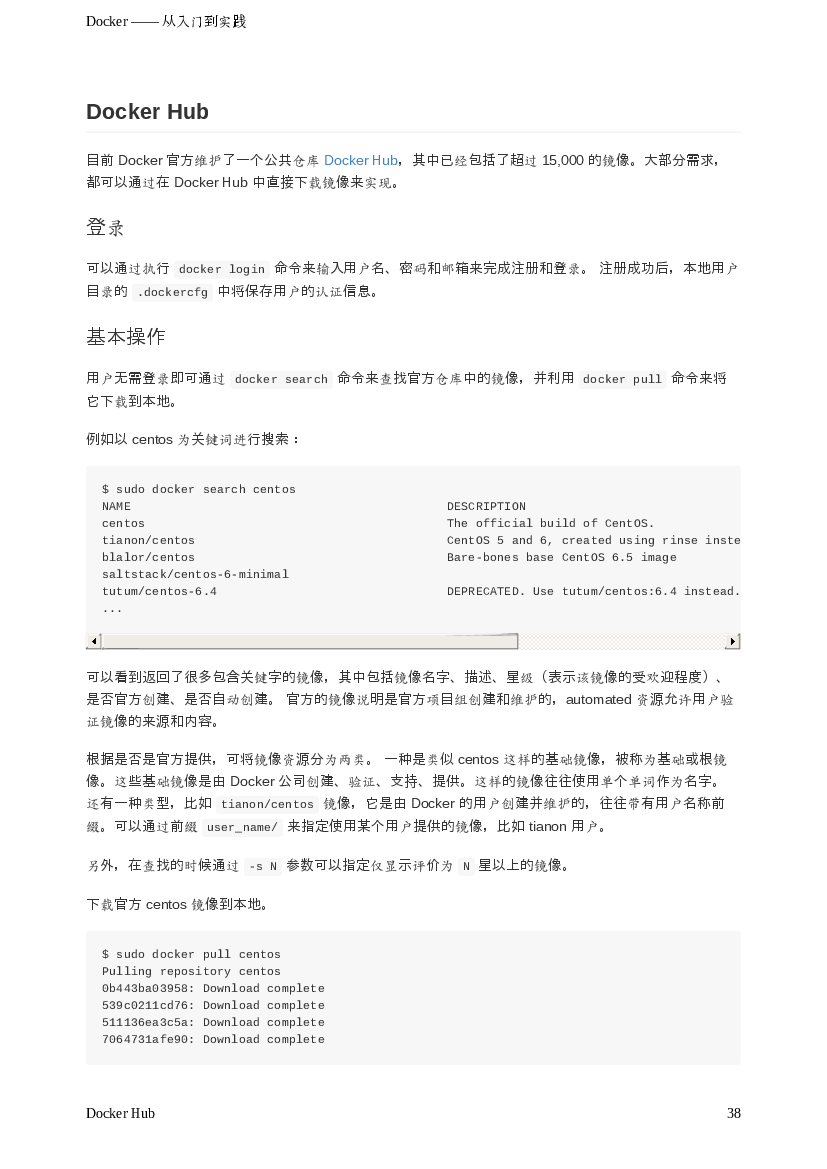 Docker —— 从入门到实践
Docker Hub
目前 Docker 官方维护了一个公共仓库 Docker Hub，其中已经包括了超过 15,000 的镜像。大部分需求，
都可以通过在 Docker Hub 中直接下载镜像来实现。
登录
可以通过执行 docker login 命令来输入用户名、密码和邮箱来完成注册和登录。 注册成功后，本地用户
目录的 .dockercfg 中将保存用户的认证信息。
基本操作
用户无需登录即可通过 docker search 命令来查找官方仓库中的镜像，并利用 docker pull 命令来将
它下载到本地。
例如以 centos 为关键词进行搜索：
$ sudo docker search centos
NAME DESCRIPTION
centos The official build of CentOS.
tianon/centos CentOS 5 and 6, created using rinse inste
blalor/centos Bare-bones base CentOS 6.5 image
saltstack/centos-6-minimal
tutum/centos-6.4 DEPRECATED. Use tutum/centos:6.4 instead.
...
可以看到返回了很多包含关键字的镜像，其中包括镜像名字、描述、星级（表示该镜像的受欢迎程度）、
是否官方创建、是否自动创建。 官方的镜像说明是官方项目组创建和维护的，automated 资源允许用户验
证镜像的来源和内容。
根据是否是官方提供，可将镜像资源分为两类。 一种是类似 centos 这样的基础镜像，被称为基础或根镜
像。这些基础镜像是由 Docker 公司创建、验证、支持、提供。这样的镜像往往使用单个单词作为名字。
还有一种类型，比如 tianon/centos 镜像，它是由 Docker 的用户创建并维护的，往往带有用户名称前
缀。可以通过前缀 user_name/ 来指定使用某个用户提供的镜像，比如 tianon 用户。
另外，在查找的时候通过 -s N 参数可以指定仅显示评价为 N 星以上的镜像。
下载官方 centos 镜像到本地。
$ sudo docker pull centos
Pulling repository centos
0b443ba03958: Download complete
539c0211cd76: Download complete
511136ea3c5a: Download complete
7064731afe90: Download complete
Docker Hub 38